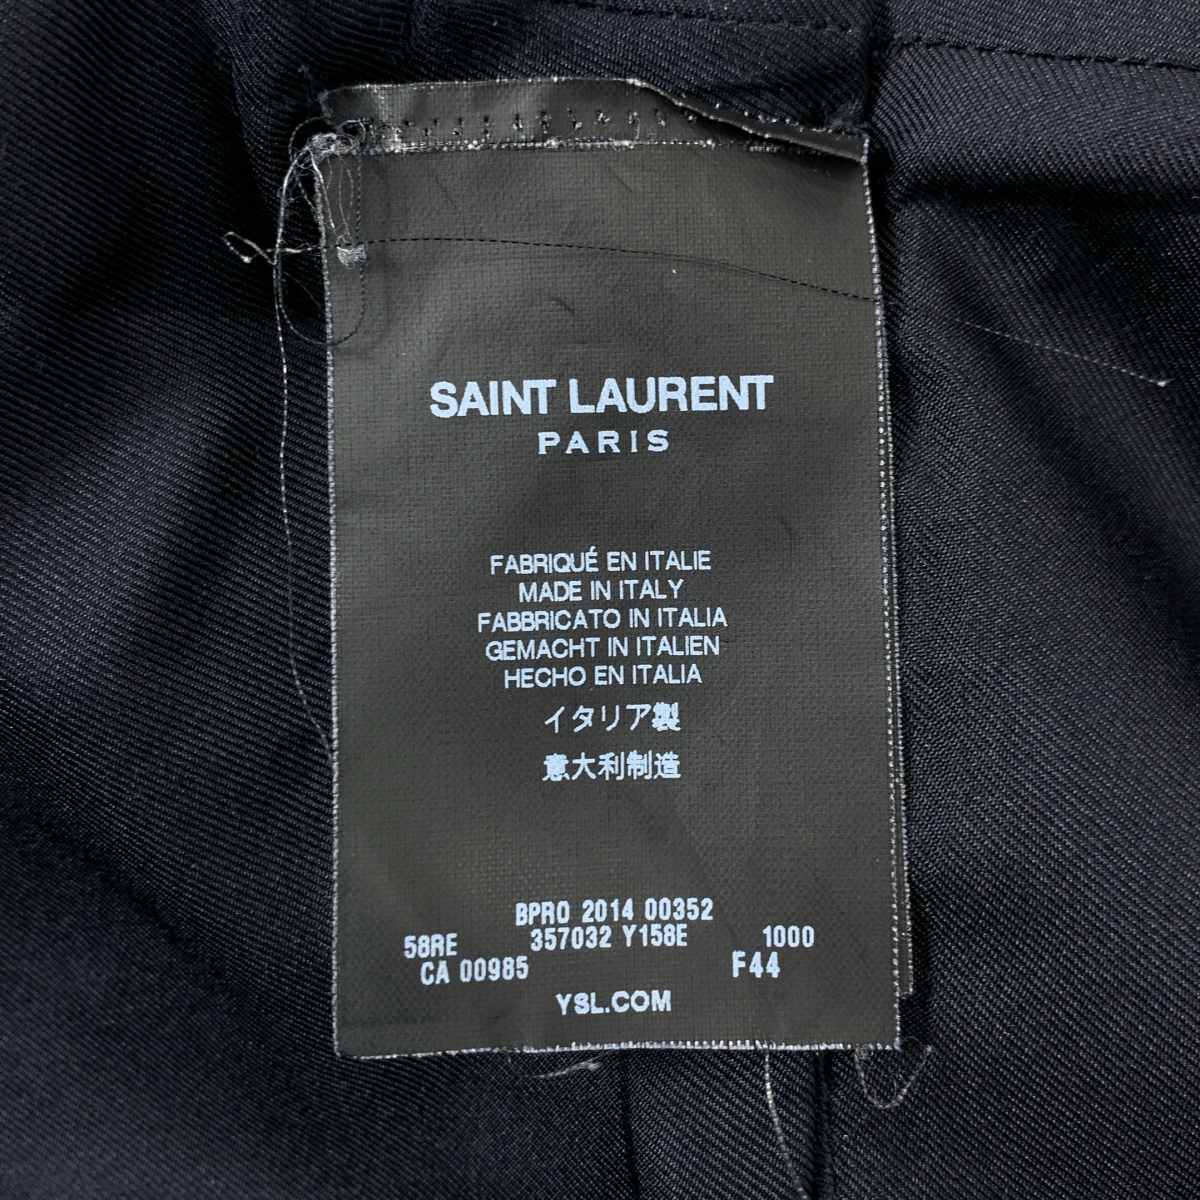 SAINT LAURENT
PARIS
FABRIQUÉ EN ITALIE
MADE IN ITALY
FABBRICATO IN ITALIA
GEMACHT IN ITALIEN
HECHO EN ITALIA
イタリア製
意大利制造
BPRO 2014 00352
58RE 357032 Y158E 1000
CA 00985 F44
YSL.COM